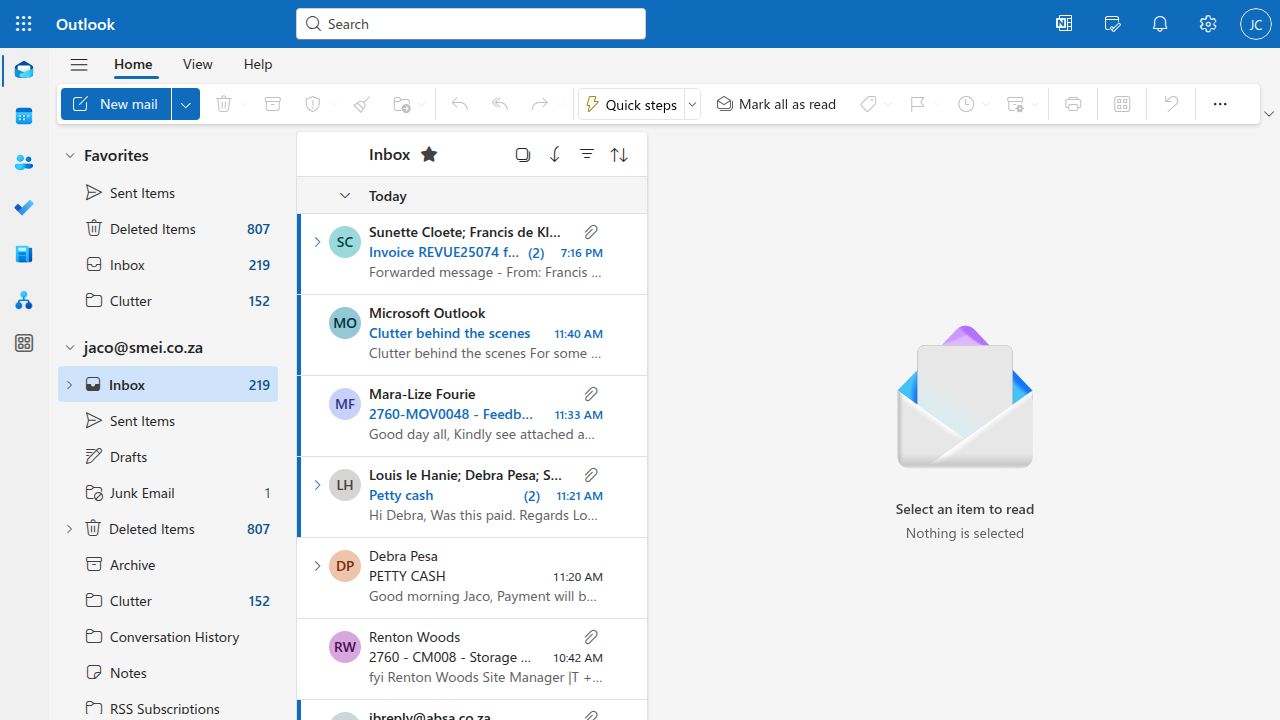 Outlook
Search
JC
Home
View
Help
New mail
Quick steps
Mark all as read
Favorites
Sent Items
Deleted Items 807
Inbox 219
Clutter 152
jaco@smei.co.za
Inbox 219
Sent Items
Drafts
Junk Email 1
Deleted Items 807
Archive
Clutter 152
Conversation History
Notes
RSS Subscriptions
Inbox
Today
SC
Sunette Cloete; Francis de Kl...
Invoice REVUE25074 f... (2) 7:16 PM
Forwarded message - From: Francis ...
MO
Microsoft Outlook
Clutter behind the scenes 11:40 AM
Clutter behind the scenes For some ...
MF
Mara-Lize Fourie
2760-MOV0048 - Feedb... 11:33 AM
Good day all, Kindly see attached a...
LH
Louis le Hanie; Debra Pesa; S...
Petty cash (2) 11:21 AM
Hi Debra, Was this paid. Regards Lo...
DP
Debra Pesa
PETTY CASH 11:20 AM
Good morning Jaco, Payment will b...
RW
Renton Woods
2760 - CM008 - Storage ... 10:42 AM
fyi Renton Woods Site Manager |T +...
ibreply@absa.co.za
Select an item to read
Nothing is selected